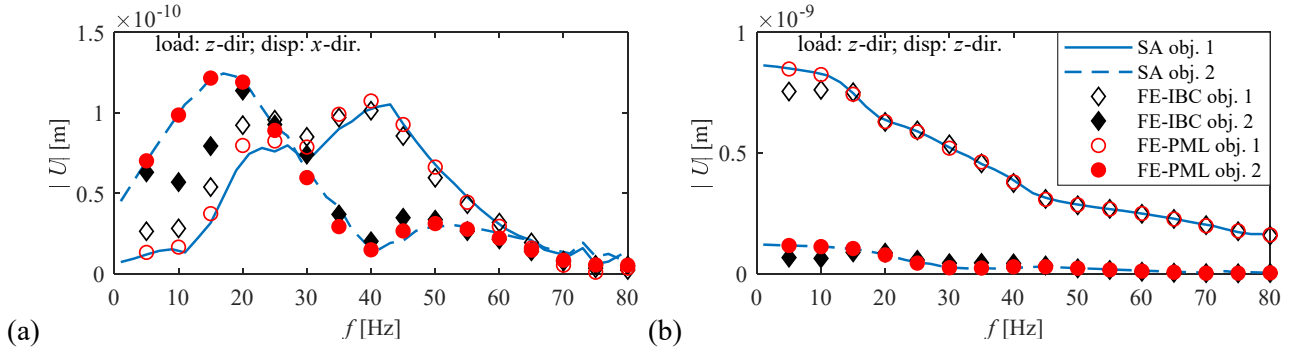 ×10⁻¹⁰
load: z-dir; disp: x-dir.
1.5
1
0.5
0
| U| [m]
0 10 20 30 40 50 60 70 80
f [Hz]
(a)
×10⁻⁹
load: z-dir; disp: z-dir.
1
0.5
0
| U| [m]
0 10 20 30 40 50 60 70 80
f [Hz]
(b)
SA obj. 1
SA obj. 2
FE-IBC obj. 1
FE-IBC obj. 2
FE-PML obj. 1
FE-PML obj. 2